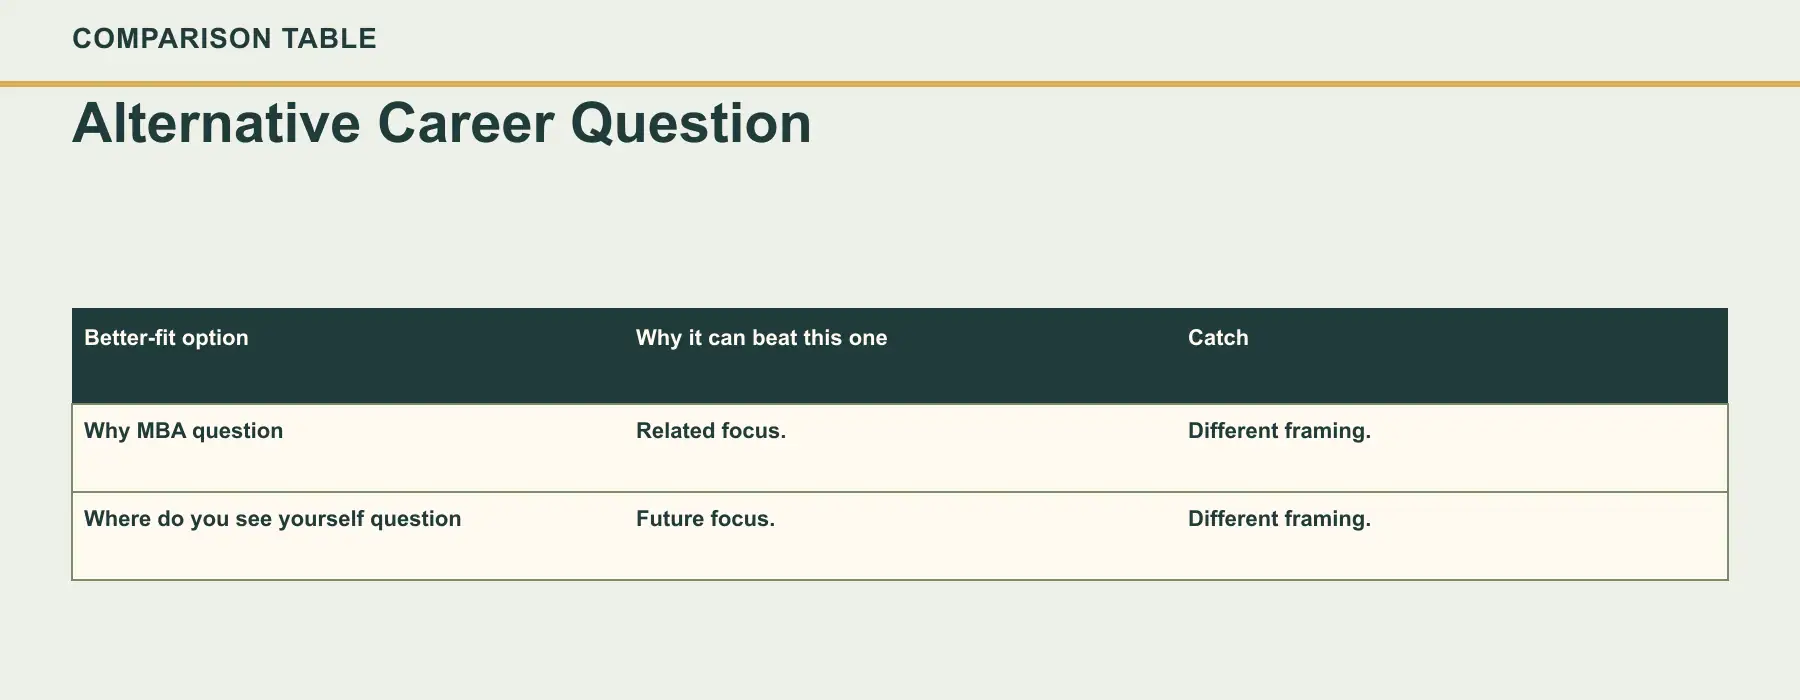 COMPARISON TABLE
Alternative Career Question
Better-fit option Why it can beat this one Catch
Why MBA question Related focus. Different framing.
Where do you see yourself question Future focus. Different framing.